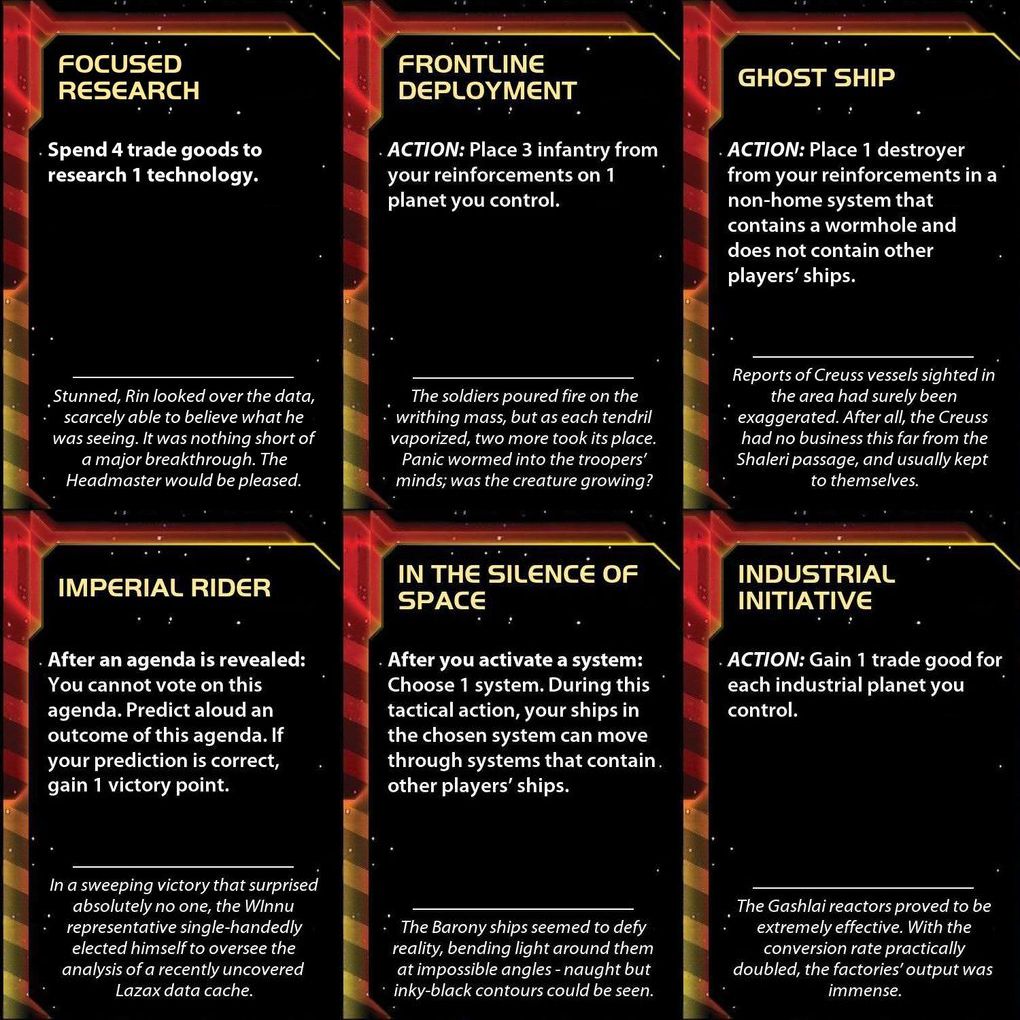 FOCUSED
RESEARCH
Spend 4 trade goods to
research 1 technology.
Stunned, Rin looked over the data,
scarcely able to believe what he
was seeing. It was nothing short of
a major breakthrough. The
Headmaster would be pleased.
FRONTLINE
DEPLOYMENT
ACTION: Place 3 infantry from
your reinforcements on 1
planet you control.
The soldiers poured fire on the
writhing mass, but as each tendril
vaporized, two more took its place.
Panic wormed into the troopers’
minds; was the creature growing?
GHOST SHIP
ACTION: Place 1 destroyer
from your reinforcements in a
non-home system that
contains a wormhole and
does not contain other
players’ ships.
Reports of Creuss vessels sighted in
the area had surely been
exaggerated. After all, the Creuss
had no business this far from the
Shaleri passage, and usually kept
to themselves.
IMPERIAL RIDER
After an agenda is revealed:
You cannot vote on this
agenda. Predict aloud an
outcome of this agenda. If
your prediction is correct,
gain 1 victory point.
In a sweeping victory that surprised
absolutely no one, the WInnu
representative single-handedly
elected himself to oversee the
analysis of a recently uncovered
Lazax data cache.
IN THE SILENCE OF
SPACE
After you activate a system:
Choose 1 system. During this
tactical action, your ships in
the chosen system can move
through systems that contain
other players’ ships.
The Barony ships seemed to defy
reality, bending light around them
at impossible angles - naught but
inky-black contours could be seen.
INDUSTRIAL
INITIATIVE
ACTION: Gain 1 trade good for
each industrial planet you
control.
The Gashlai reactors proved to be
extremely effective. With the
conversion rate practically
doubled, the factories’ output was
immense.